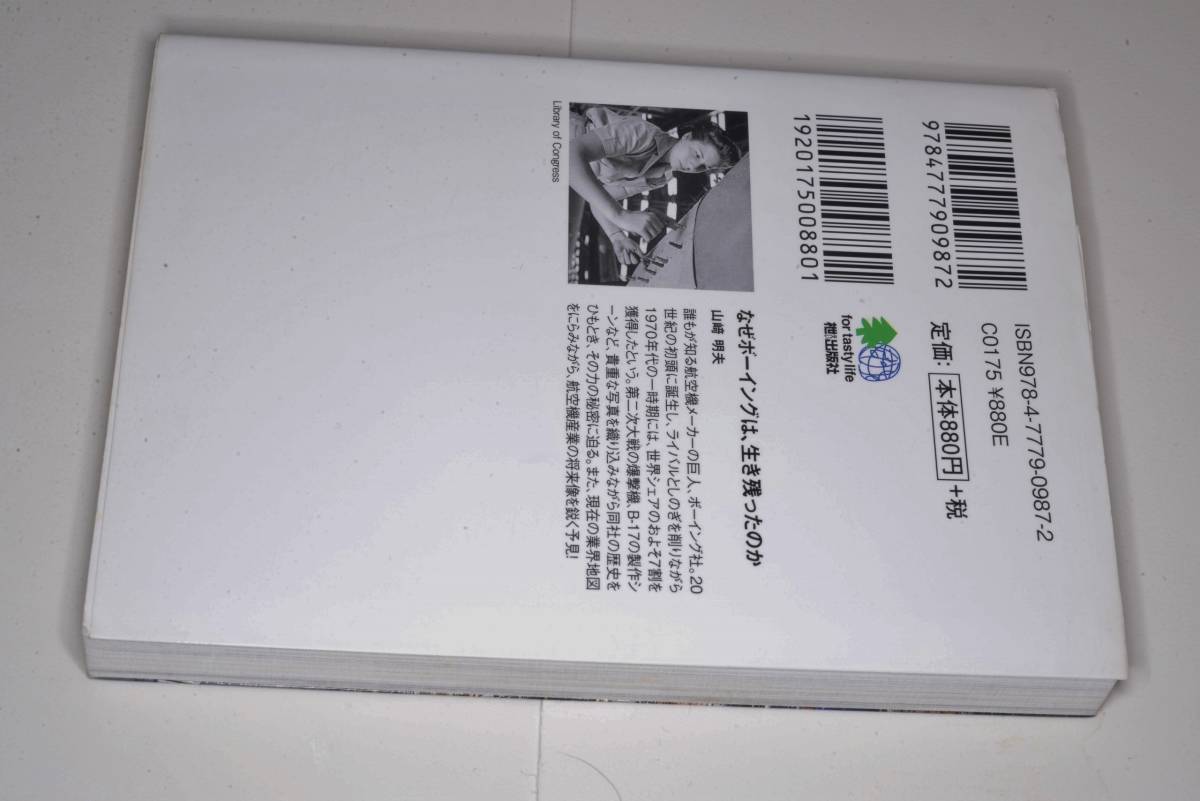 9784777909872
1920175008801
ISBN978-4-7779-0987-2
C0175 ¥880E
定価：本体880円+税
for tasty life
枻出版社
Library of Congress
なぜボーイングは、生き残ったのか
山﨑 明夫
誰もが知る航空機メーカーの巨人、ボーイング社。20
世紀の初頭に誕生し、ライバルとしのぎを削りながら
1970年代の一時期には、世界シェアのおよそ7割を
獲得したという。第二次大戦の爆撃機、B-17の製作シ
ーンなど、貴重な写真を織り込みながら同社の歴史を
ひもとき、その力の秘密に迫る。また、現在の業界地図
をにらみながら、航空機産業の将来像を鋭く予見！